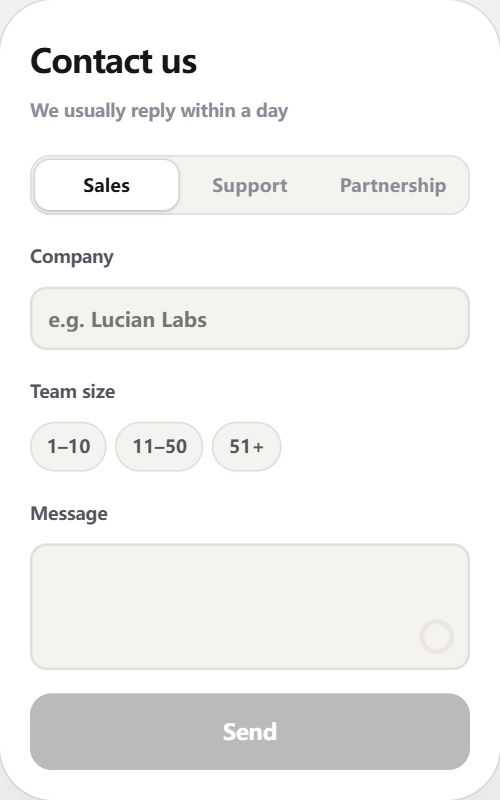 Contact us
We usually reply within a day
Sales Support Partnership
Company
e.g. Lucian Labs
Team size
1–10 11–50 51+
Message
Send